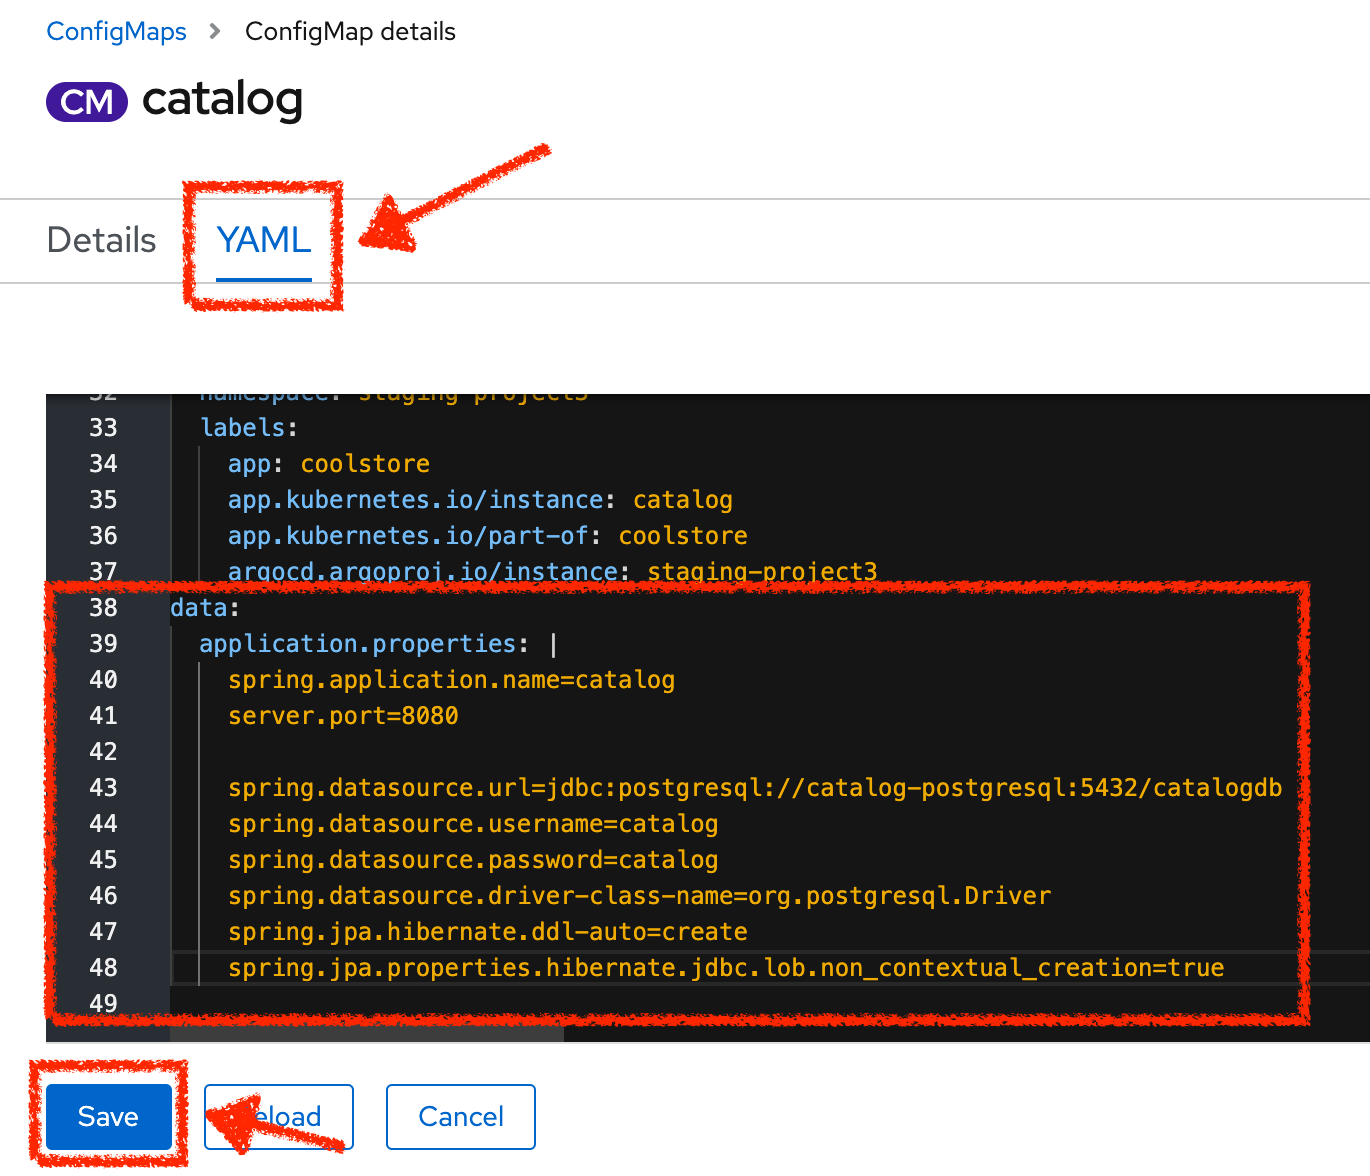 ConfigMaps > ConfigMap details
CM catalog
Details YAML
33 labels:
34 app: coolstore
35 app.kubernetes.io/instance: catalog
36 app.kubernetes.io/part-of: coolstore
37 argocd.argoproj.io/instance: staging-project3
38 data:
39 application.properties: |
40 spring.application.name=catalog
41 server.port=8080
42
43 spring.datasource.url=jdbc:postgresql://catalog-postgresql:5432/catalogdb
44 spring.datasource.username=catalog
45 spring.datasource.password=catalog
46 spring.datasource.driver-class-name=org.postgresql.Driver
47 spring.jpa.hibernate.ddl-auto=create
48 spring.jpa.properties.hibernate.jdbc.lob.non_contextual_creation=true
49
Save Cancel